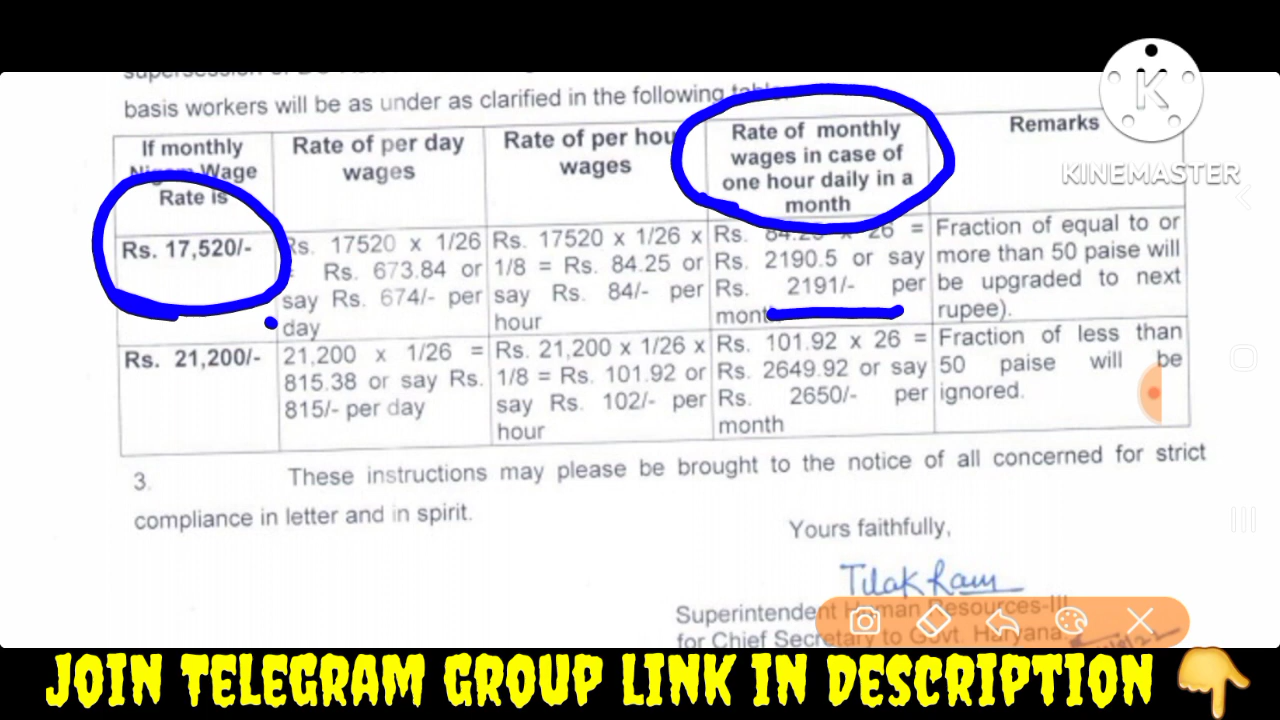 basis workers will be as under as clarified in the following
If monthly
Wage
Rate is
Rate of per day
wages
Rate of per hou
wages
Rate of monthly
wages in case of
one hour daily in a
month
Remarks
Rs. 17,520/-
Rs. 17520 x 1/26
= Rs. 673.84 or
say Rs. 674/- per
day
Rs. 17520 x 1/26 x
1/8 = Rs. 84.25 or
say Rs. 84/- per
hour
Rs. 84.25 x 26 =
Rs. 2190.5 or say
Rs. 2191/- per
month
Fraction of equal to or
more than 50 paise will
be upgraded to next
rupee).
Rs. 21,200/-
21,200 x 1/26 =
815.38 or say Rs.
815/- per day
Rs. 21,200 x 1/26 x
1/8 = Rs. 101.92 or
say Rs. 102/- per
hour
Rs. 101.92 x 26 =
Rs. 2649.92 or say
Rs. 2650/- per
month
Fraction of less than
50 paise will be
ignored.
3. These instructions may please be brought to the notice of all concerned for strict
compliance in letter and in spirit.
Yours faithfully,
Tilak Ram
Superintendent Human Resources-III
for Chief Secretary to Govt. Haryana
K
KINEMASTER
JOIN TELEGRAM GROUP LINK IN DESCRIPTION